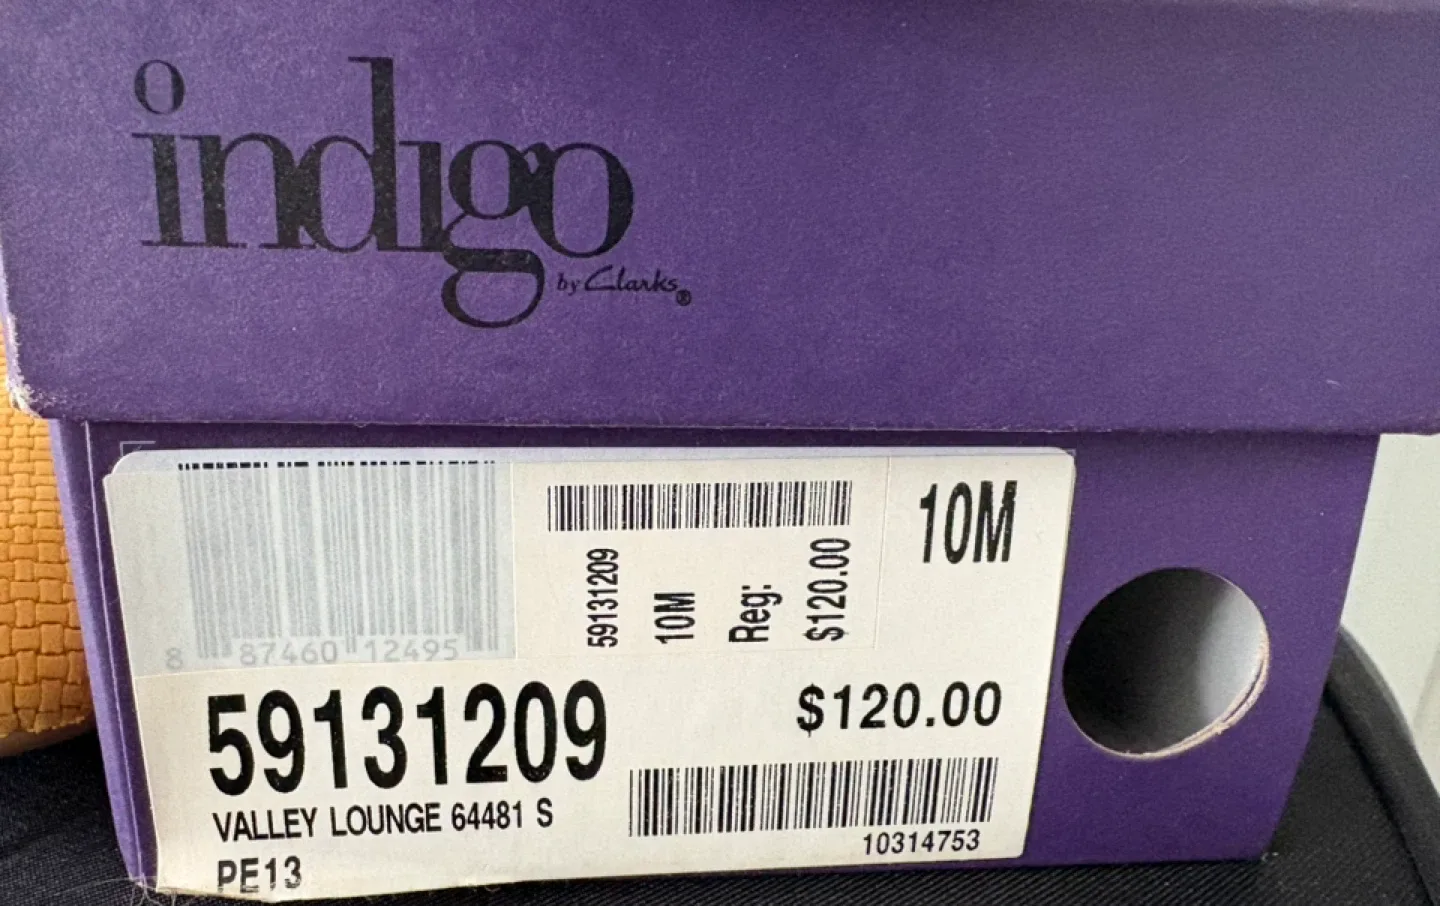 indigo
by Clarks®
8 87460 12495
59131209
10M
Reg:
$120.00
10M
59131209
$120.00
VALLEY LOUNGE 64481 S
10314753
PE13